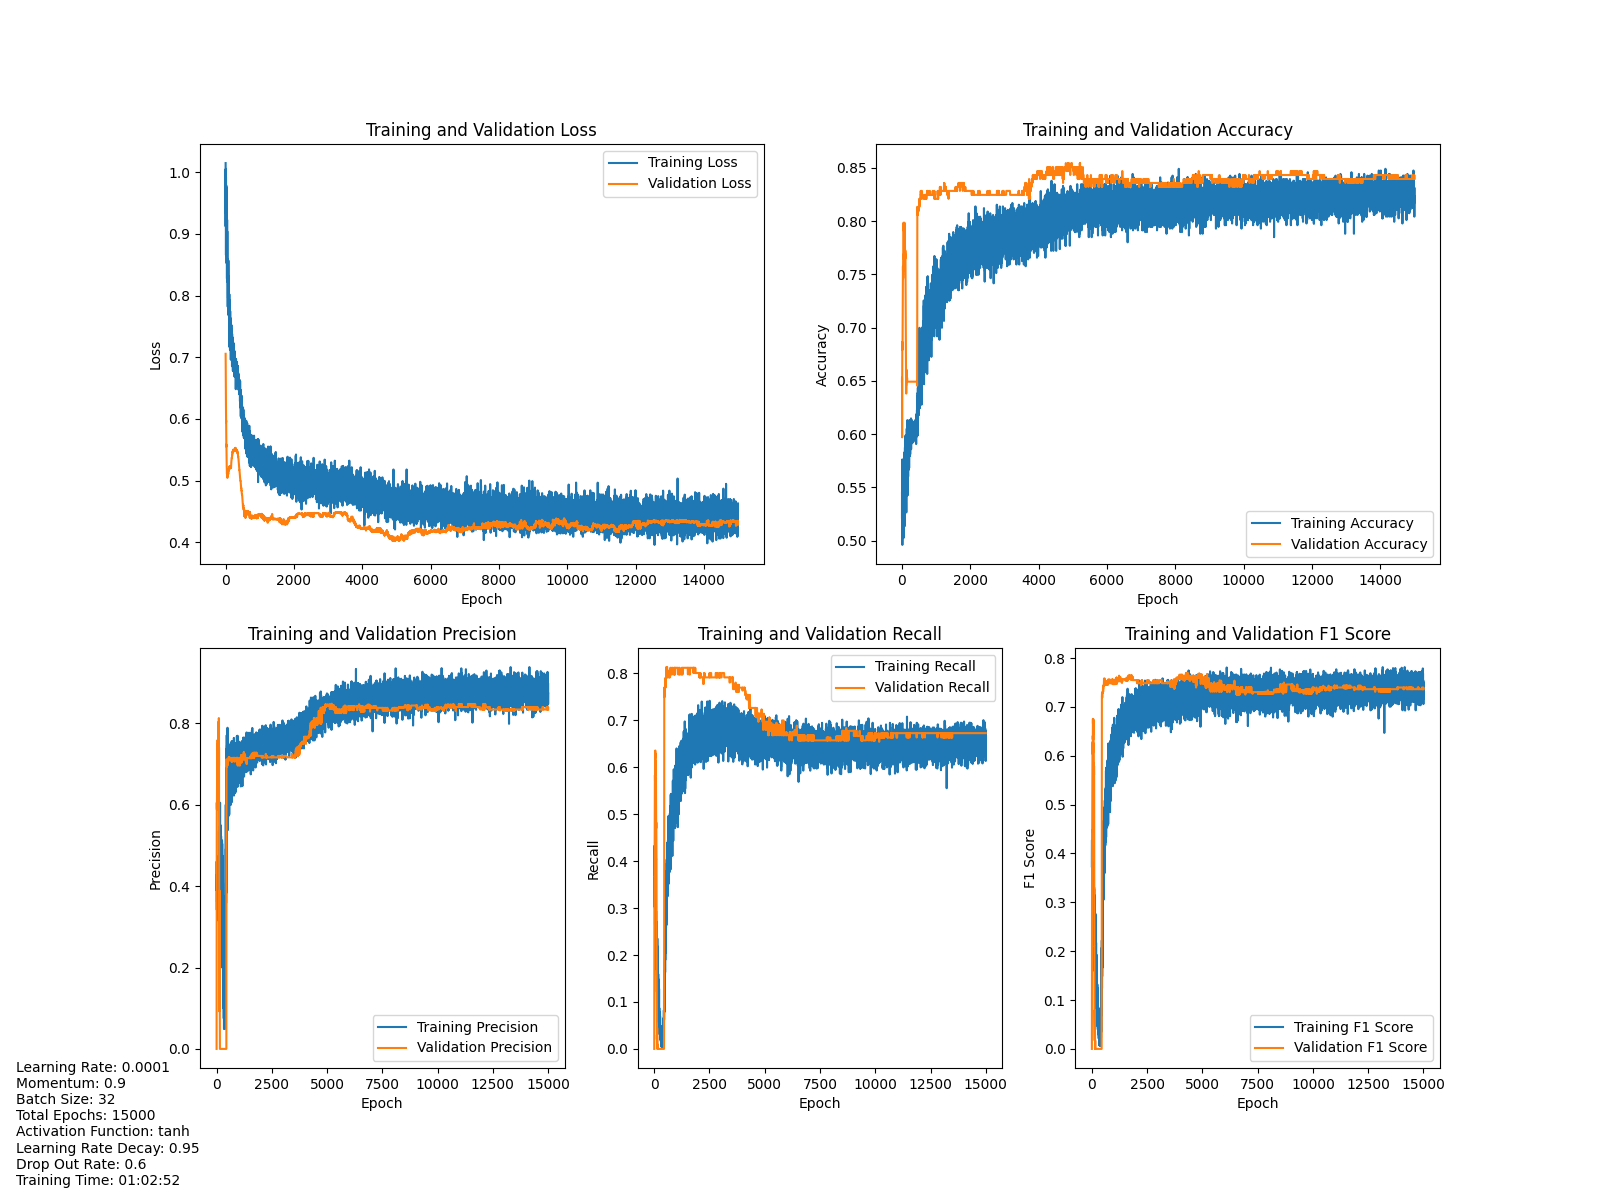 Training and Validation Loss
1.0
0.9
0.8
0.7
0.6
0.5
0.4
Loss
0 2000 4000 6000 8000 10000 12000 14000
Epoch
Training Loss
Validation Loss
Training and Validation Accuracy
0.85
0.80
0.75
0.70
0.65
0.60
0.55
0.50
Accuracy
0 2000 4000 6000 8000 10000 12000 14000
Epoch
Training Accuracy
Validation Accuracy
Training and Validation Precision
0.8
0.6
0.4
0.2
0.0
Precision
0 2500 5000 7500 10000 12500 15000
Epoch
Training Precision
Validation Precision
Training and Validation Recall
0.8
0.7
0.6
0.5
0.4
0.3
0.2
0.1
0.0
Recall
0 2500 5000 7500 10000 12500 15000
Epoch
Training Recall
Validation Recall
Training and Validation F1 Score
0.8
0.7
0.6
0.5
0.4
0.3
0.2
0.1
0.0
F1 Score
0 2500 5000 7500 10000 12500 15000
Epoch
Training F1 Score
Validation F1 Score
Learning Rate: 0.0001
Momentum: 0.9
Batch Size: 32
Total Epochs: 15000
Activation Function: tanh
Learning Rate Decay: 0.95
Drop Out Rate: 0.6
Training Time: 01:02:52